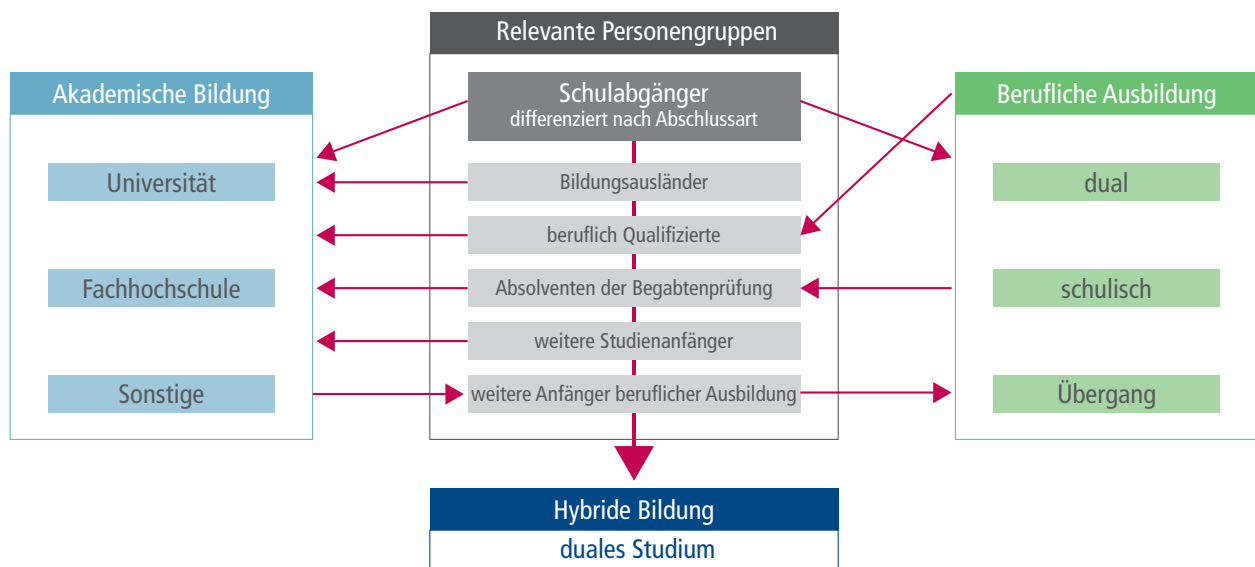 Relevante Personengruppen
Akademische Bildung
Universität
Fachhochschule
Sonstige
Schulabgänger
differenziert nach Abschlussart
Bildungsausländer
beruflich Qualifizierte
Absolventen der Begabtenprüfung
weitere Studienanfänger
weitere Anfänger beruflicher Ausbildung
Berufliche Ausbildung
dual
schulisch
Übergang
Hybride Bildung
duales Studium